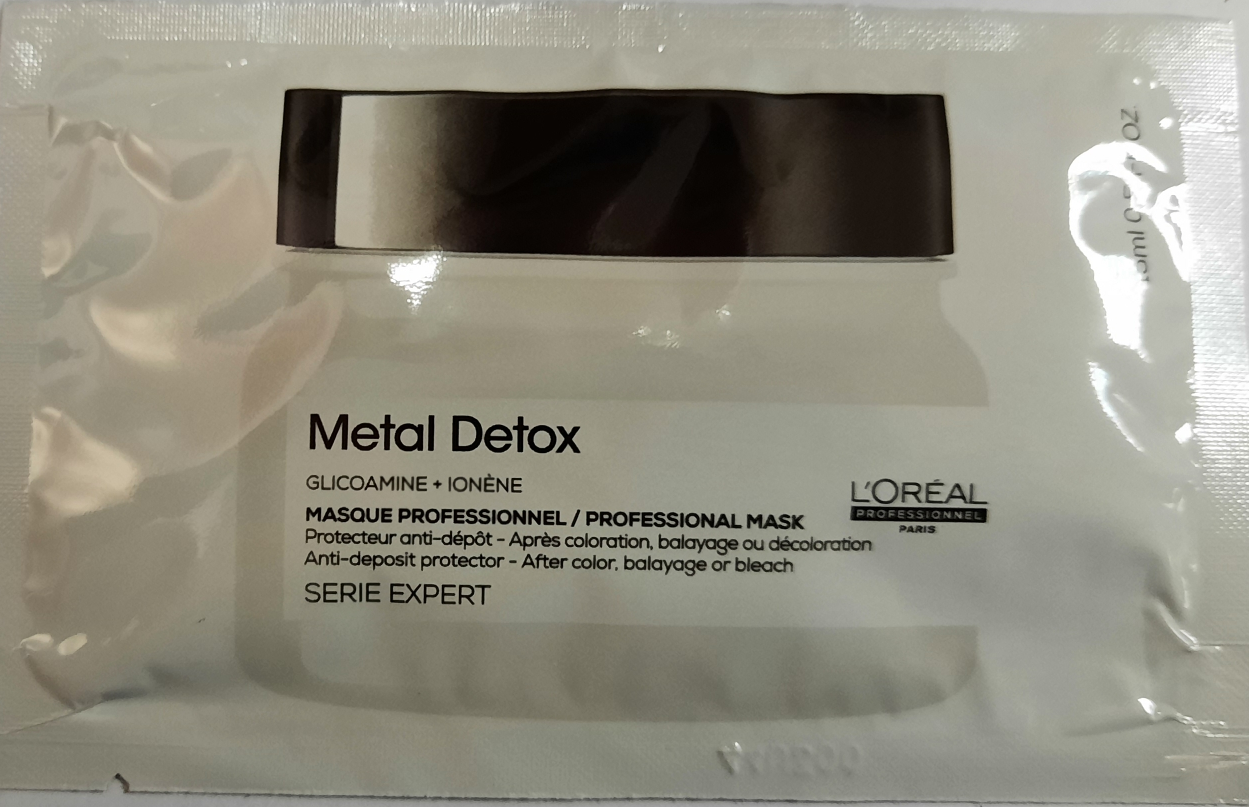 Metal Detox
GLICOAMINE + IONÈNE
MASQUE PROFESSIONNEL / PROFESSIONAL MASK
Protecteur anti-dépôt - Après coloration, balayage ou décoloration
Anti-deposit protector - After color, balayage or bleach
SERIE EXPERT
L'ORÉAL
PROFESSIONNEL
PARIS
OZ